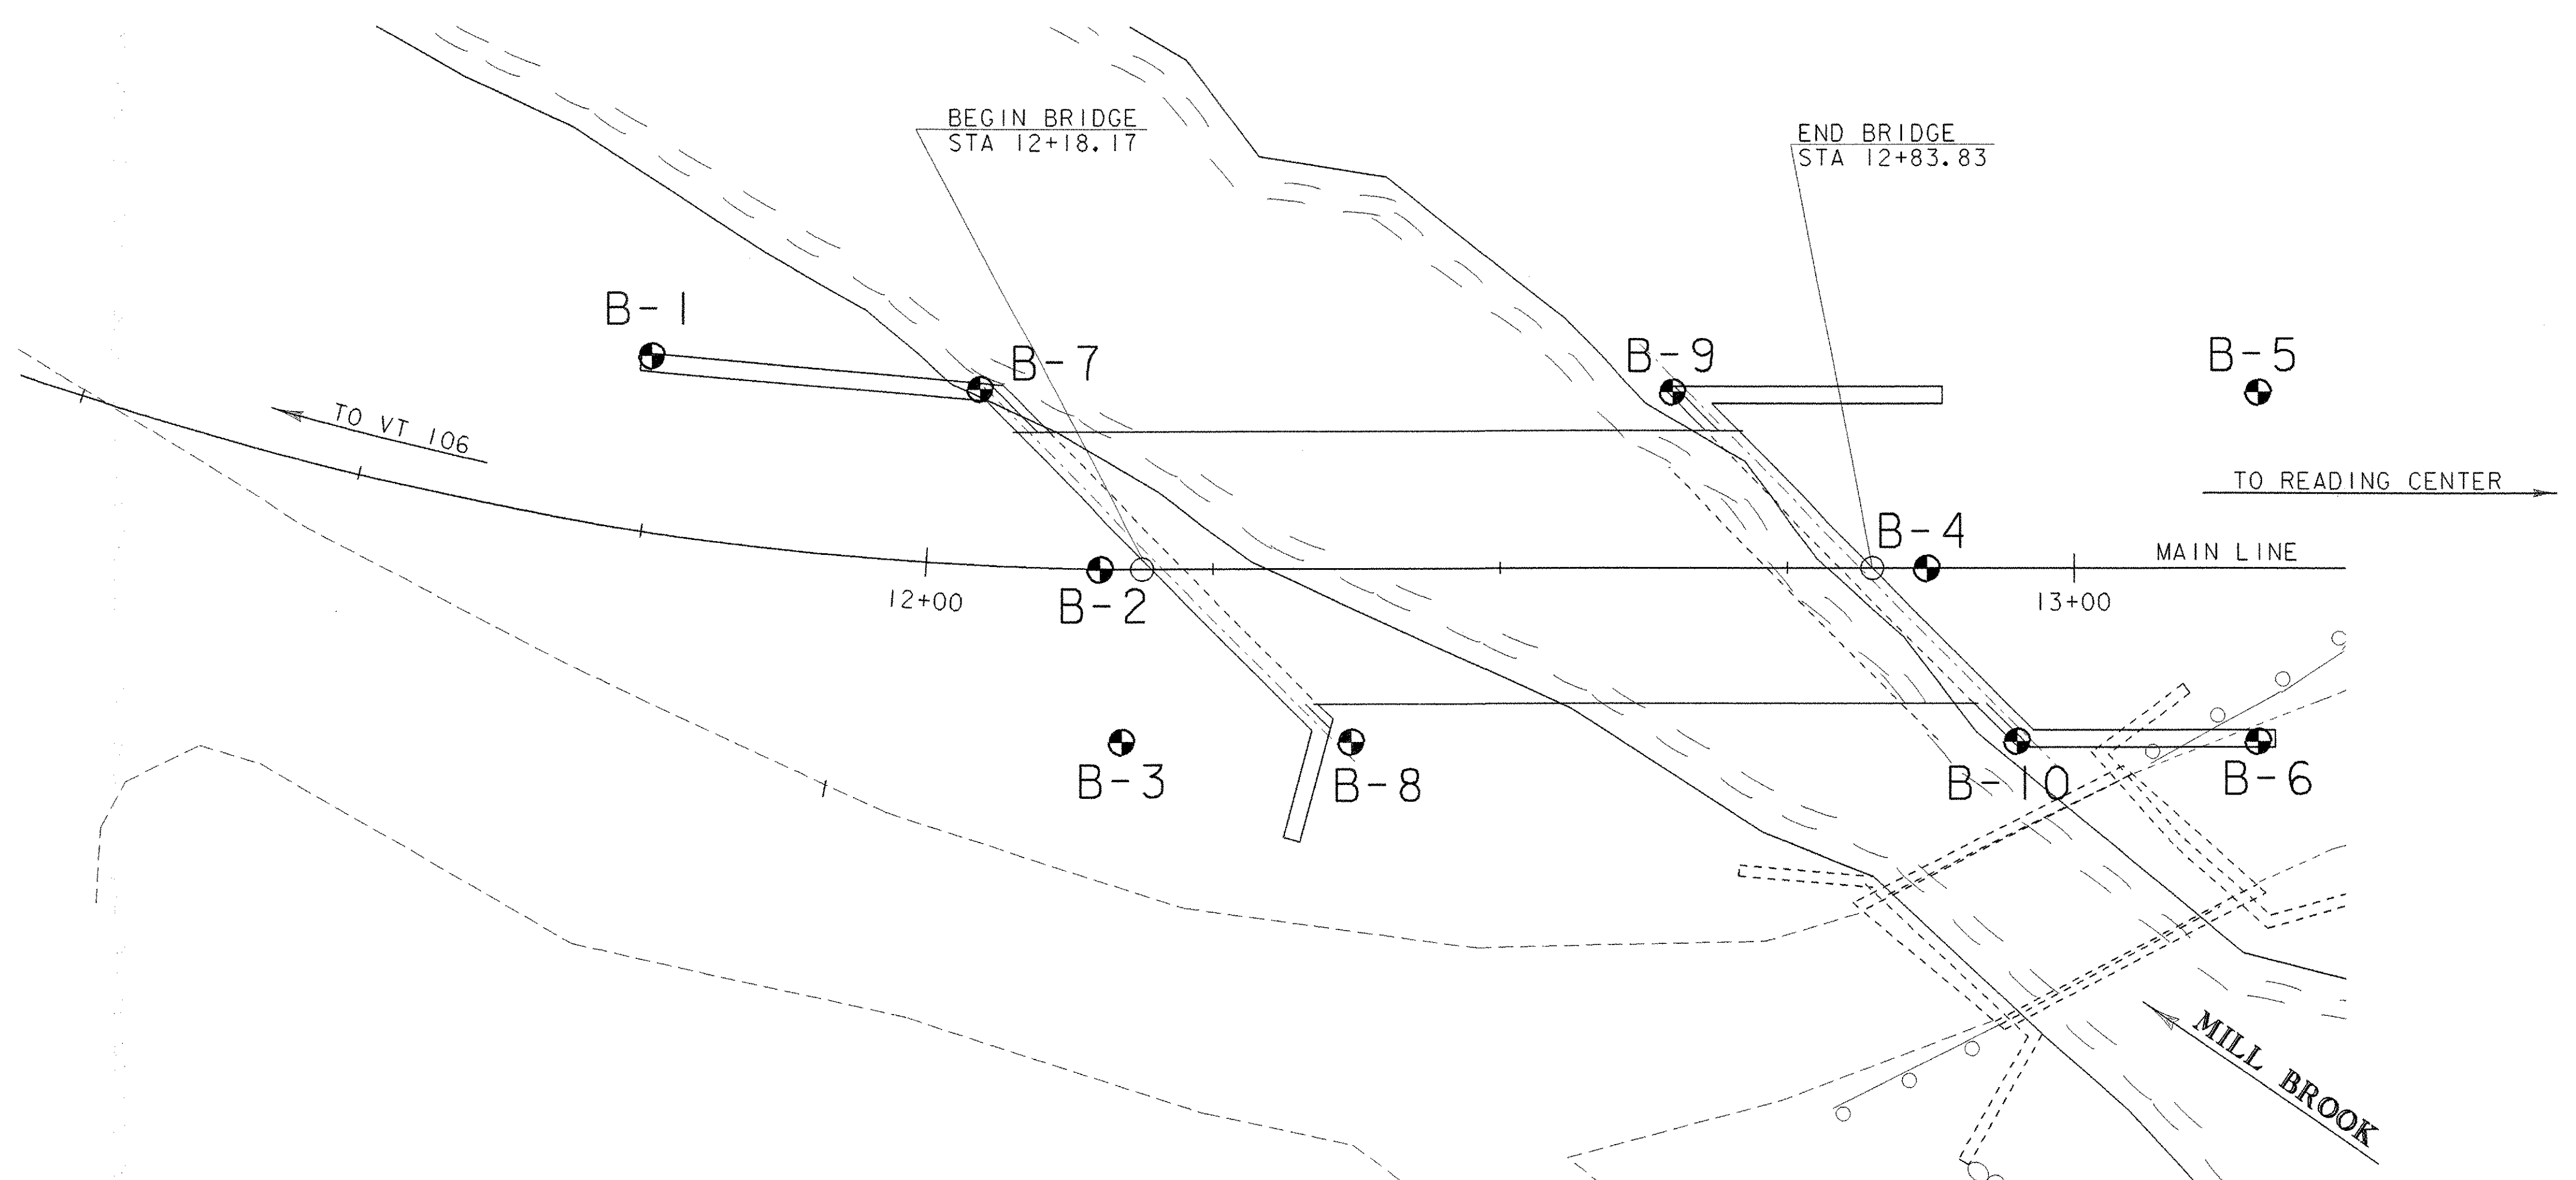 BEGIN BRIDGE
STA 12+18.17
END BRIDGE
STA 12+83.83
B-1
B-7
B-9
B-5
TO VT 106
TO READING CENTER
B-4
MAIN LINE
12+00
B-2
13+00
B-3
B-8
B-10
B-6
MILL BROOK